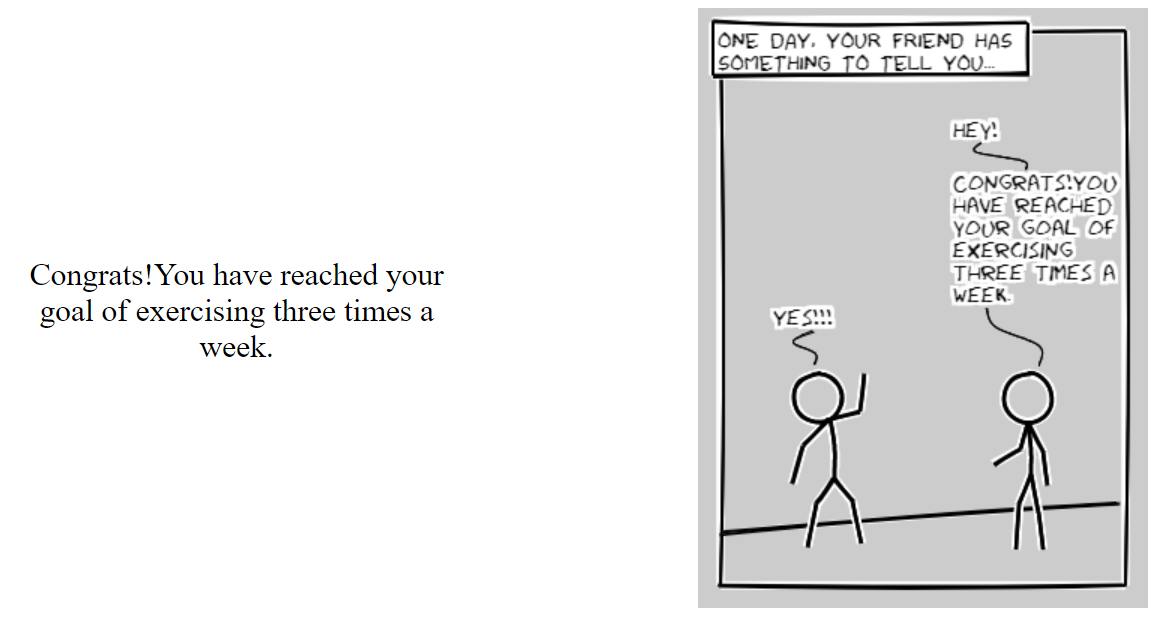 Congrats!You have reached your
goal of exercising three times a
week.
ONE DAY, YOUR FRIEND HAS
SOMETHING TO TELL YOU...
HEY!
CONGRATS!YOU
HAVE REACHED
YOUR GOAL OF
EXERCISING
THREE TIMES A
WEEK.
YES!!!